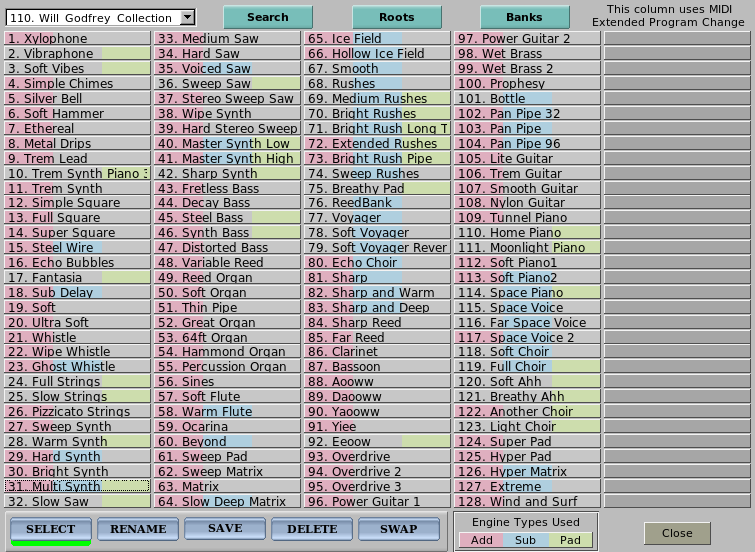 110. Will Godfrey Collection
Search
Roots
Banks
This column uses MIDI
Extended Program Change
1. Xylophone
2. Vibraphone
3. Soft Vibes
4. Simple Chimes
5. Silver Bell
6. Soft Hammer
7. Ethereal
8. Metal Drips
9. Trem Lead
10. Trem Synth Piano 3
11. Trem Synth
12. Simple Square
13. Full Square
14. Super Square
15. Steel Wire
16. Echo Bubbles
17. Fantasia
18. Sub Delay
19. Soft
20. Ultra Soft
21. Whistle
22. Wipe Whistle
23. Ghost Whistle
24. Full Strings
25. Slow Strings
26. Pizzicato Strings
27. Sweep Synth
28. Warm Synth
29. Hard Synth
30. Bright Synth
31. Multi Synth
32. Slow Saw
33. Medium Saw
34. Hard Saw
35. Voiced Saw
36. Sweep Saw
37. Stereo Sweep Saw
38. Wipe Synth
39. Hard Stereo Sweep
40. Master Synth Low
41. Master Synth High
42. Sharp Synth
43. Fretless Bass
44. Decay Bass
45. Steel Bass
46. Synth Bass
47. Distorted Bass
48. Variable Reed
49. Reed Organ
50. Soft Organ
51. Thin Pipe
52. Great Organ
53. 64ft Organ
54. Hammond Organ
55. Percussion Organ
56. Sines
57. Soft Flute
58. Warm Flute
59. Ocarina
60. Beyond
61. Sweep Pad
62. Sweep Matrix
63. Matrix
64. Slow Deep Matrix
65. Ice Field
66. Hollow Ice Field
67. Smooth
68. Rushes
69. Medium Rushes
70. Bright Rushes
71. Bright Rush Long T
72. Extended Rushes
73. Bright Rush Pipe
74. Sweep Rushes
75. Breathy Pad
76. ReedBank
77. Voyager
78. Soft Voyager
79. Soft Voyager Rever
80. Echo Choir
81. Sharp
82. Sharp and Warm
83. Sharp and Deep
84. Sharp Reed
85. Far Reed
86. Clarinet
87. Bassoon
88. Aooww
89. Daooww
90. Yaooww
91. Yiee
92. Eeoow
93. Overdrive
94. Overdrive 2
95. Overdrive 3
96. Power Guitar 1
97. Power Guitar 2
98. Wet Brass
99. Wet Brass 2
100. Prophesy
101. Bottle
102. Pan Pipe 32
103. Pan Pipe
104. Pan Pipe 96
105. Lite Guitar
106. Trem Guitar
107. Smooth Guitar
108. Nylon Guitar
109. Tunnel Piano
110. Home Piano
111. Moonlight Piano
112. Soft Piano1
113. Soft Piano2
114. Space Piano
115. Space Voice
116. Far Space Voice
117. Space Voice 2
118. Soft Choir
119. Full Choir
120. Soft Ahh
121. Breathy Ahh
122. Another Choir
123. Light Choir
124. Super Pad
125. Hyper Pad
126. Hyper Matrix
127. Extreme
128. Wind and Surf
SELECT
RENAME
SAVE
DELETE
SWAP
Engine Types Used
Add
Sub
Pad
Close